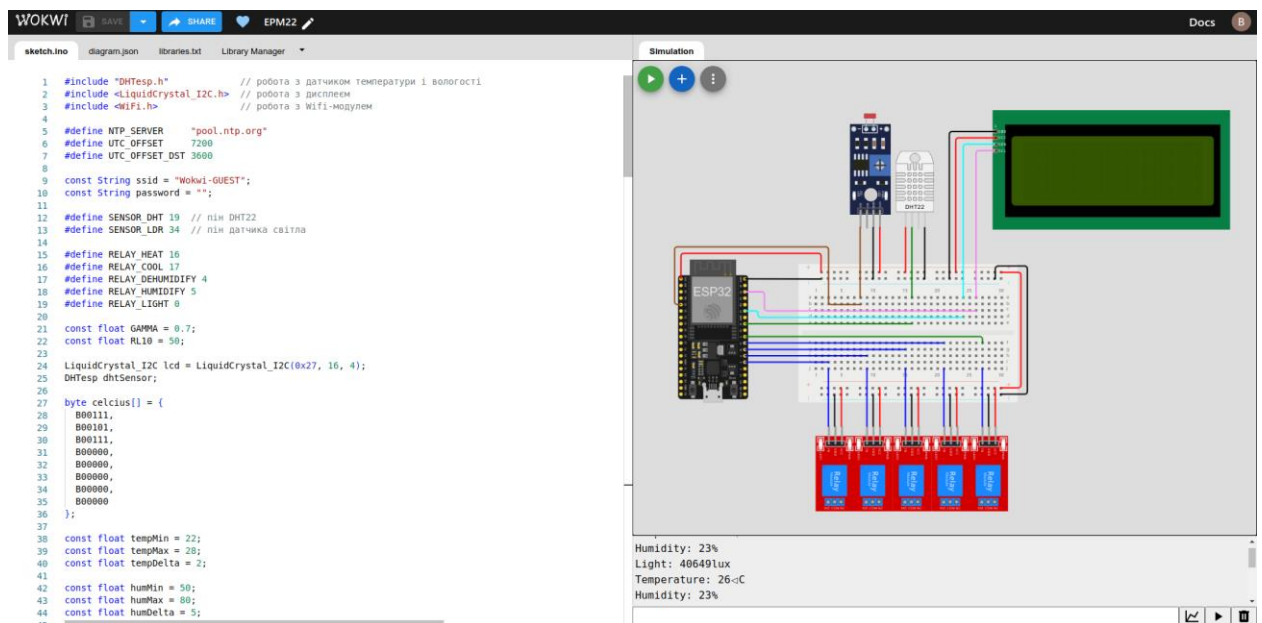 WOKWI SAVE SHARE EPM22 Docs B
sketch.ino diagram.json libraries.txt Library Manager
Simulation
1 #include "DHTesp.h" // робота з датчиком температури і вологості
2 #include <LiquidCrystal_I2C.h> // робота з дисплеєм
3 #include <WiFi.h> // робота з Wifi-модулем
4
5 #define NTP_SERVER "pool.ntp.org"
6 #define UTC_OFFSET 7200
7 #define UTC_OFFSET_DST 3600
8
9 const String ssid = "Wokwi-GUEST";
10 const String password = "";
11
12 #define SENSOR_DHT 19 // пін DHT22
13 #define SENSOR_LDR 34 // пін датчика світла
14
15 #define RELAY_HEAT 16
16 #define RELAY_COOL 17
17 #define RELAY_DEHUMIDIFY 4
18 #define RELAY_HUMIDIFY 5
19 #define RELAY_LIGHT 0
20
21 const float GAMMA = 0.7;
22 const float RL10 = 50;
23
24 LiquidCrystal_I2C lcd = LiquidCrystal_I2C(0x27, 16, 4);
25 DHTesp dhtSensor;
26
27 byte celcius[] = {
28 B00111,
29 B00101,
30 B00111,
31 B00000,
32 B00000,
33 B00000,
34 B00000,
35 B00000
36 };
37
38 const float tempMin = 22;
39 const float tempMax = 28;
40 const float tempDelta = 2;
41
42 const float humMin = 50;
43 const float humMax = 80;
44 const float humDelta = 5;
DHT22
ESP32
Relay Relay Relay Relay Relay
Humidity: 23%
Light: 40649lux
Temperature: 26◁C
Humidity: 23%